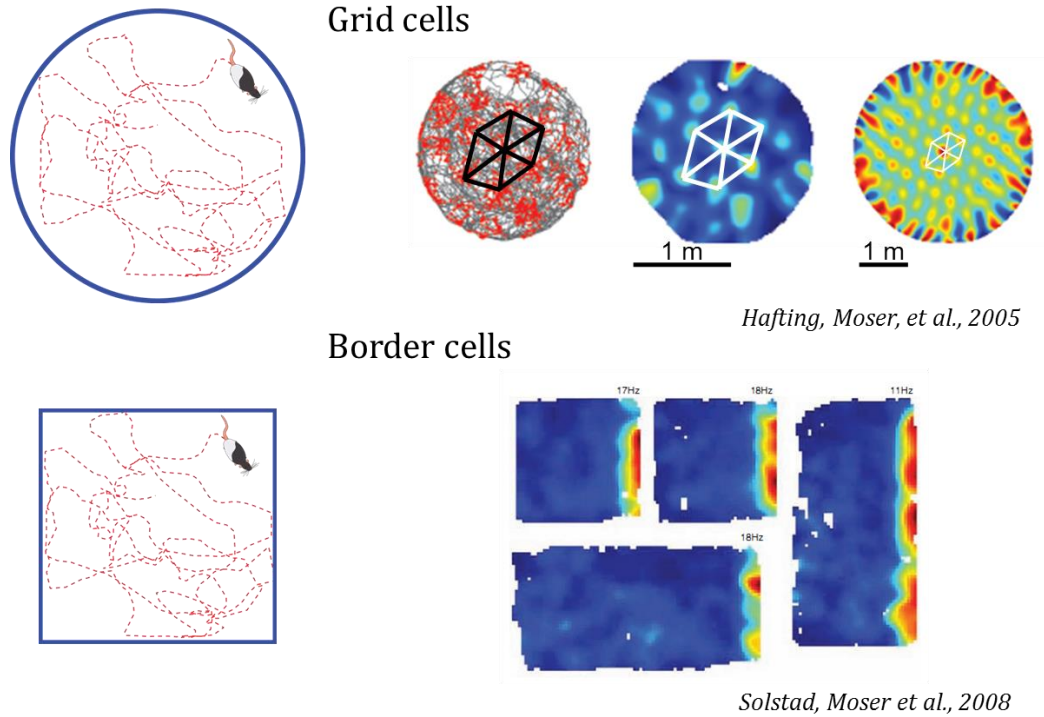 Grid cells
1 m
1 m
Hafting, Moser, et al., 2005
Border cells
17Hz
18Hz
11Hz
18Hz
Solstad, Moser et al., 2008